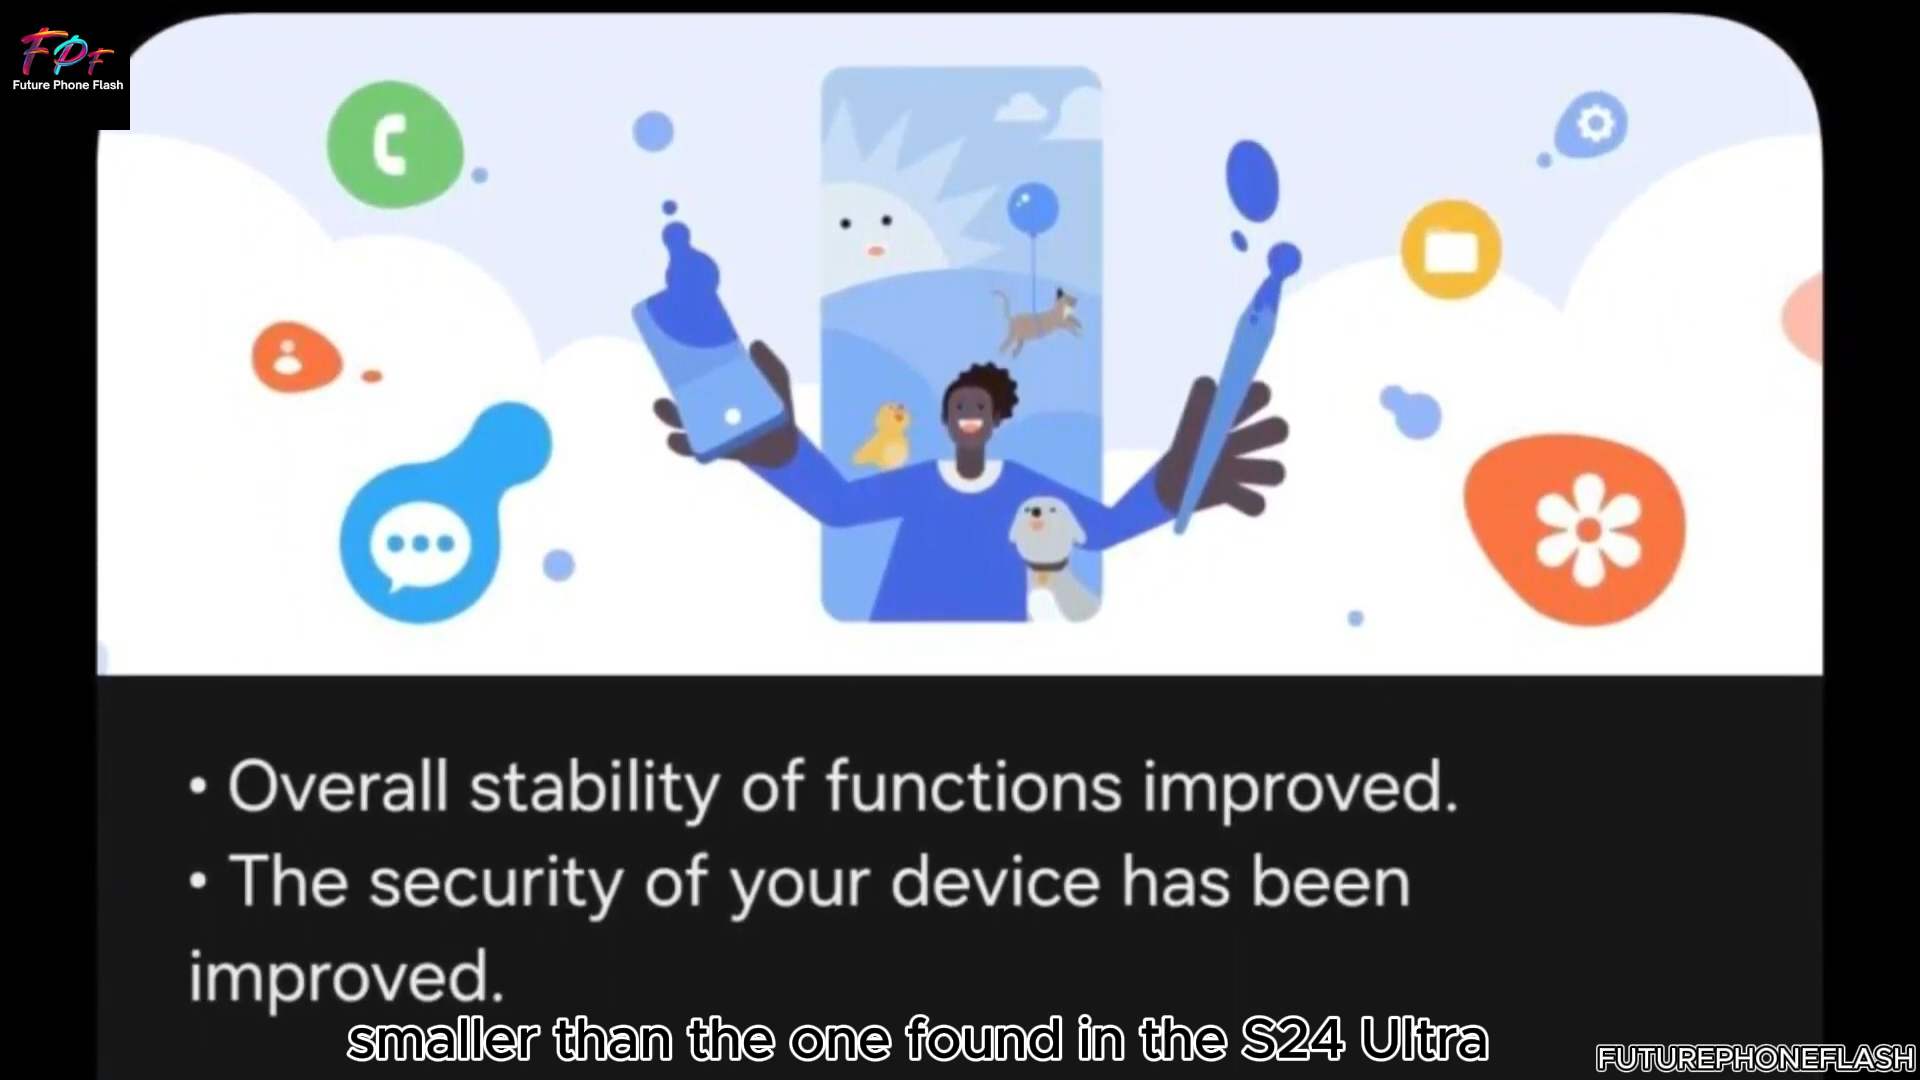 FPF
Future Phone Flash
• Overall stability of functions improved.
• The security of your device has been
improved.
smaller than the one found in the S24 Ultra
FUTUREPHONEFLASH